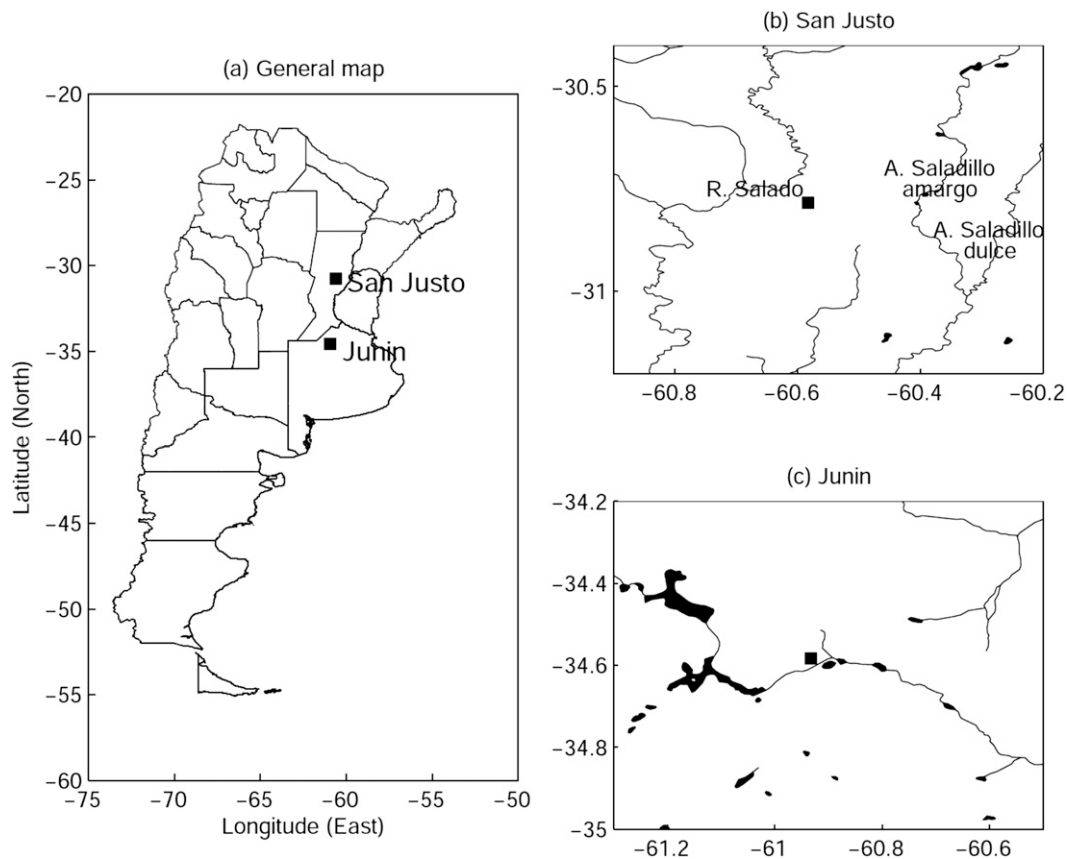 (a) General map
−20
−25
−30
−35
−40
−45
−50
−55
−60
−75
−70
−65
−60
−55
−50
Latitude (North)
Longitude (East)
San Justo
Junin
(b) San Justo
−30.5
−31
−60.8
−60.6
−60.4
−60.2
R. Salado
A. Saladillo
amargo
A. Saladillo
dulce
(c) Junin
−34.2
−34.4
−34.6
−34.8
−35
−61.2
−61
−60.8
−60.6